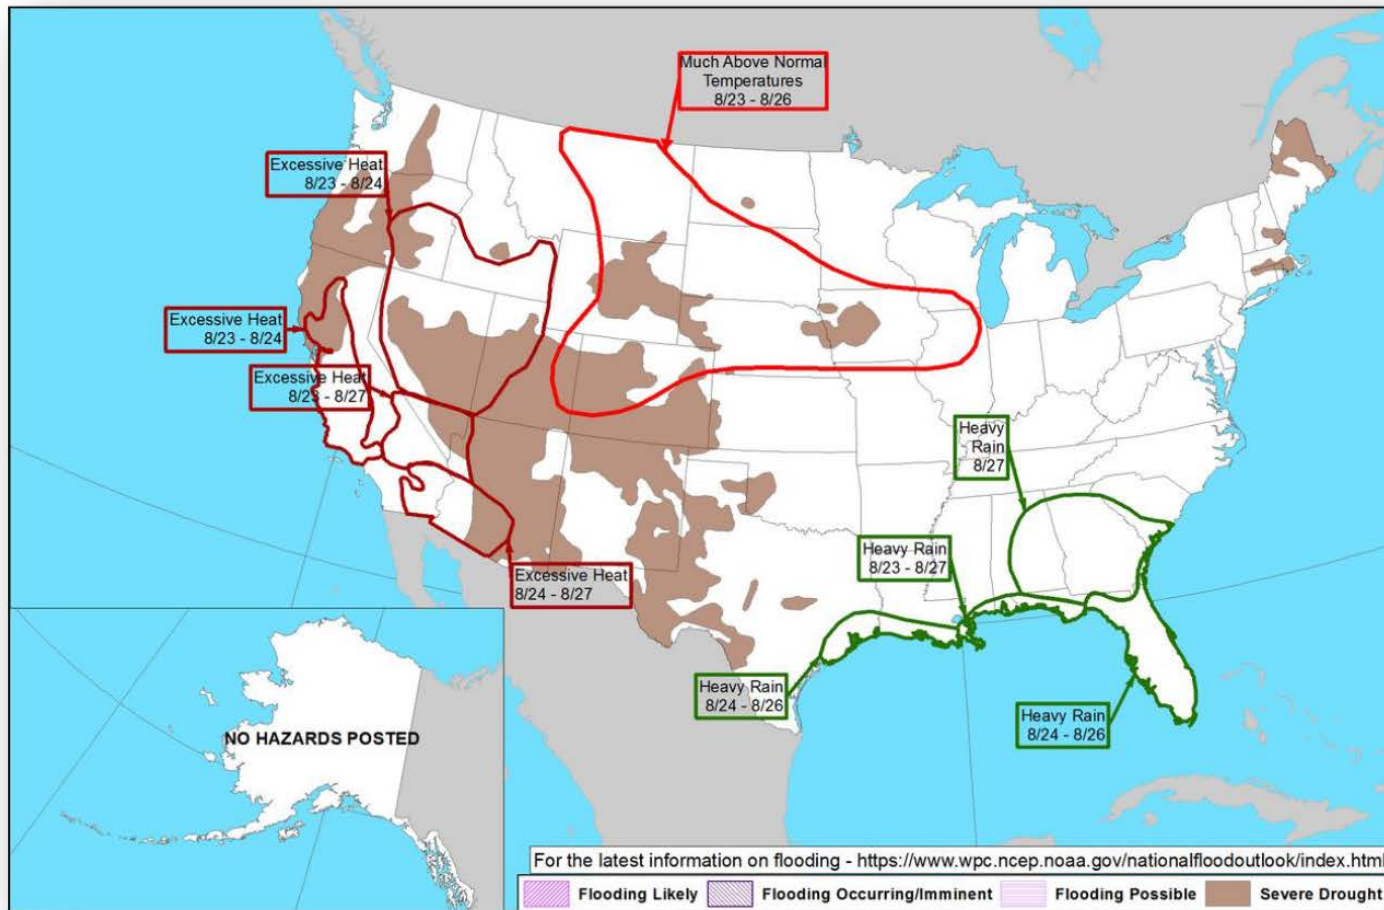 Much Above Normal
Temperatures
8/23 - 8/26
Excessive Heat
8/23 - 8/24
Excessive Heat
8/23 - 8/24
Excessive Heat
8/23 - 8/27
Heavy
Rain
8/27
Heavy Rain
8/23 - 8/27
Excessive Heat
8/24 - 8/27
Heavy Rain
8/24 - 8/26
Heavy Rain
8/24 - 8/26
NO HAZARDS POSTED
For the latest information on flooding - https://www.wpc.ncep.noaa.gov/nationalfloodoutlook/index.html
Flooding Likely Flooding Occurring/Imminent Flooding Possible Severe Drought